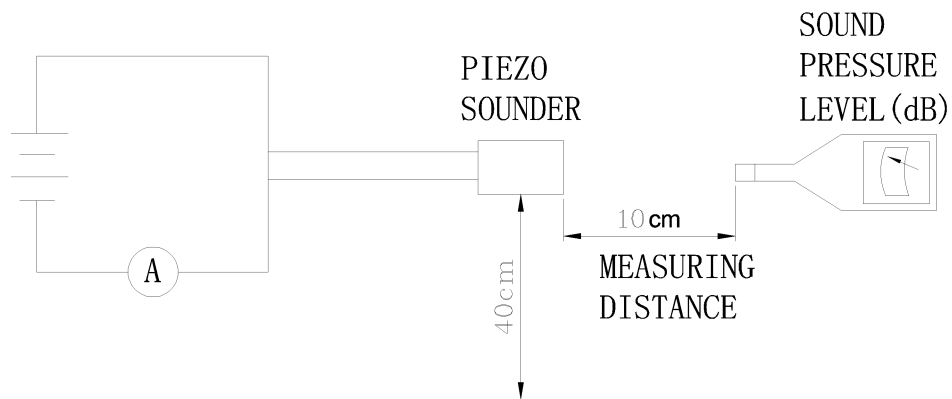 SOUND
PRESSURE
LEVEL(dB)
PIEZO
SOUNDER
10cm
MEASURING
DISTANCE
40cm
A